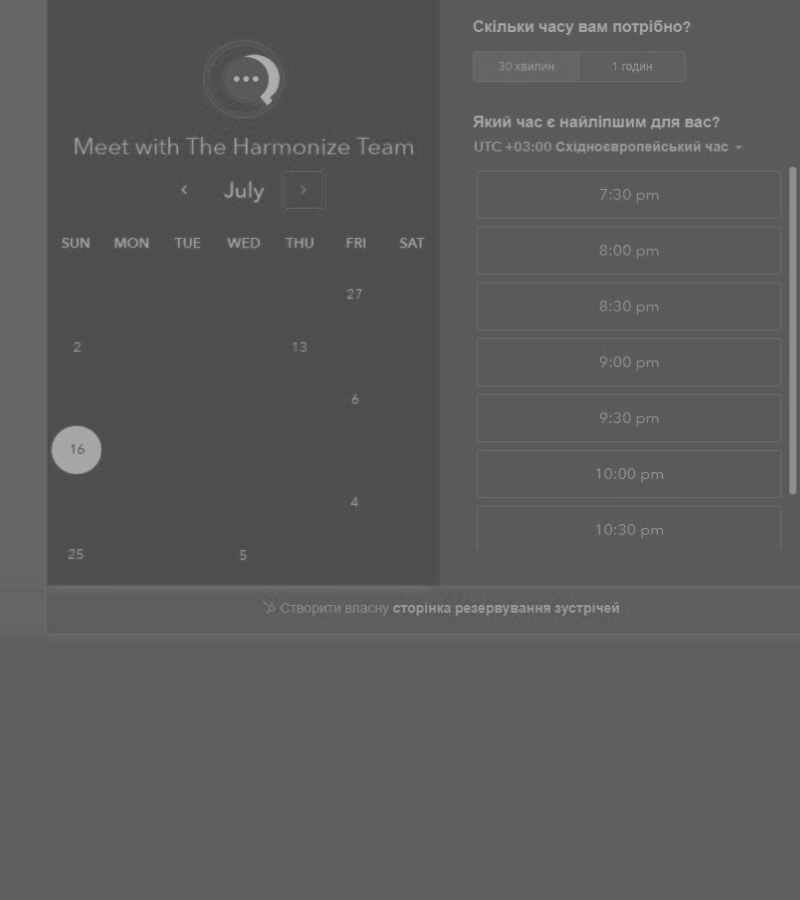 Meet with The Harmonize Team
July
SUN MON TUE WED THU FRI SAT
27
2 13
6
16
4
25 5
Скільки часу вам потрібно?
30 хвилин 1 годин
Який час є найліпшим для вас?
UTC +03:00 Східноєвропейський час
7:30 pm
8:00 pm
8:30 pm
9:00 pm
9:30 pm
10:00 pm
10:30 pm
Створити власну сторінка резервування зустрічей